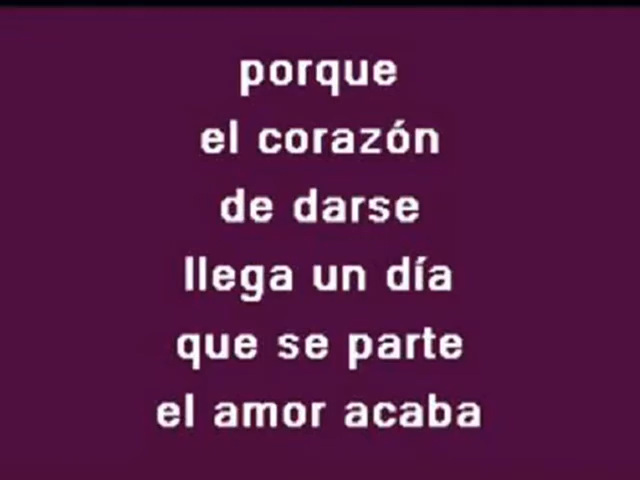 porque
el corazón
de darse
llega un día
que se parte
el amor acaba